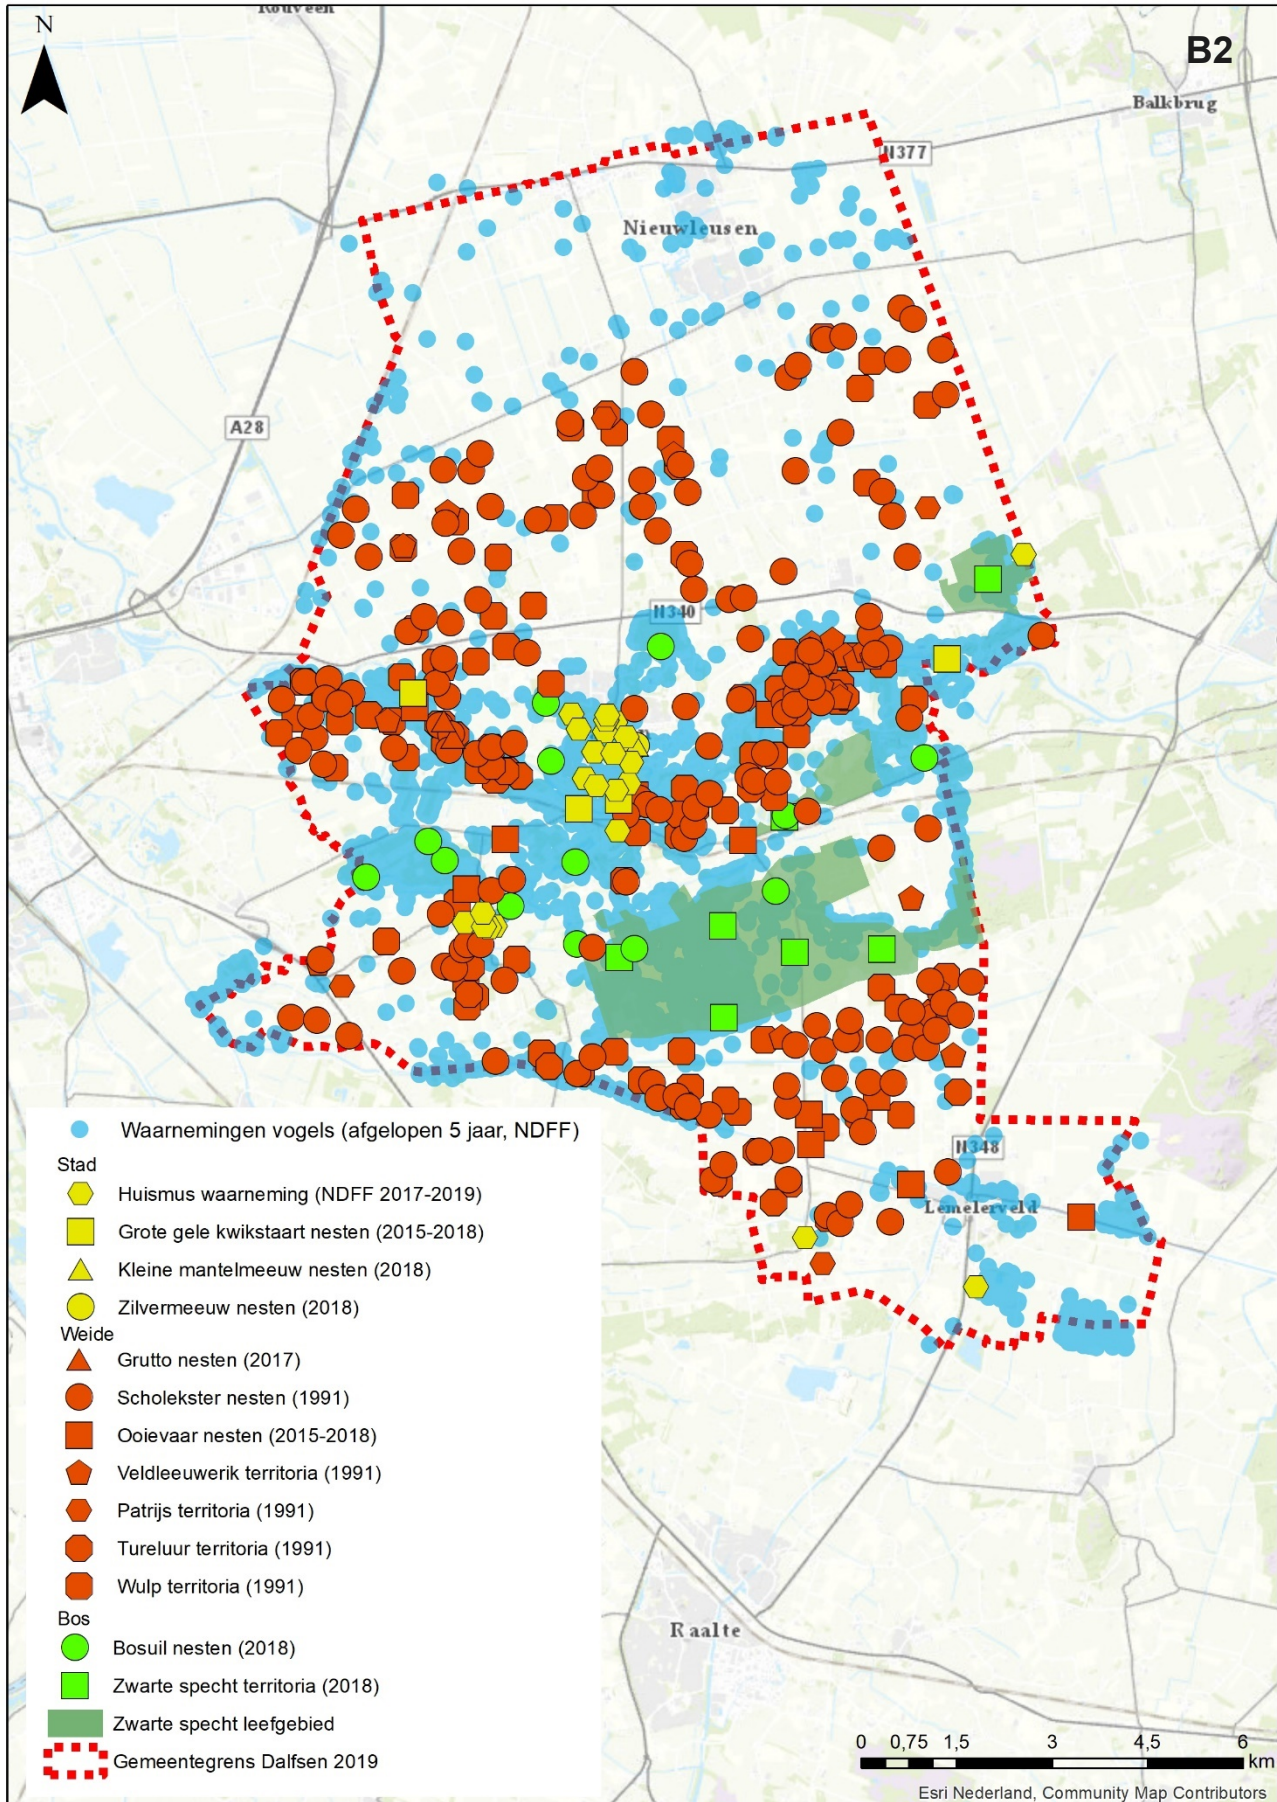 Rouveen
N
B2
Balkbrug
N377
Nieuwleusen
A28
N340
N348
Lemelerveld
Waarnemingen vogels (afgelopen 5 jaar, NDFF)
Stad
Huismus waarneming (NDFF 2017-2019)
Grote gele kwikstaart nesten (2015-2018)
Kleine mantelmeeuw nesten (2018)
Zilvermeeuw nesten (2018)
Weide
Grutto nesten (2017)
Scholekster nesten (1991)
Ooievaar nesten (2015-2018)
Veldleeuwerik territoria (1991)
Patrijs territoria (1991)
Tureluur territoria (1991)
Wulp territoria (1991)
Bos
Bosuil nesten (2018)
Zwarte specht territoria (2018)
Zwarte specht leefgebied
Gemeentegrens Dalfsen 2019
Raalte
0 0,75 1,5 3 4,5 6
km
Esri Nederland, Community Map Contributors